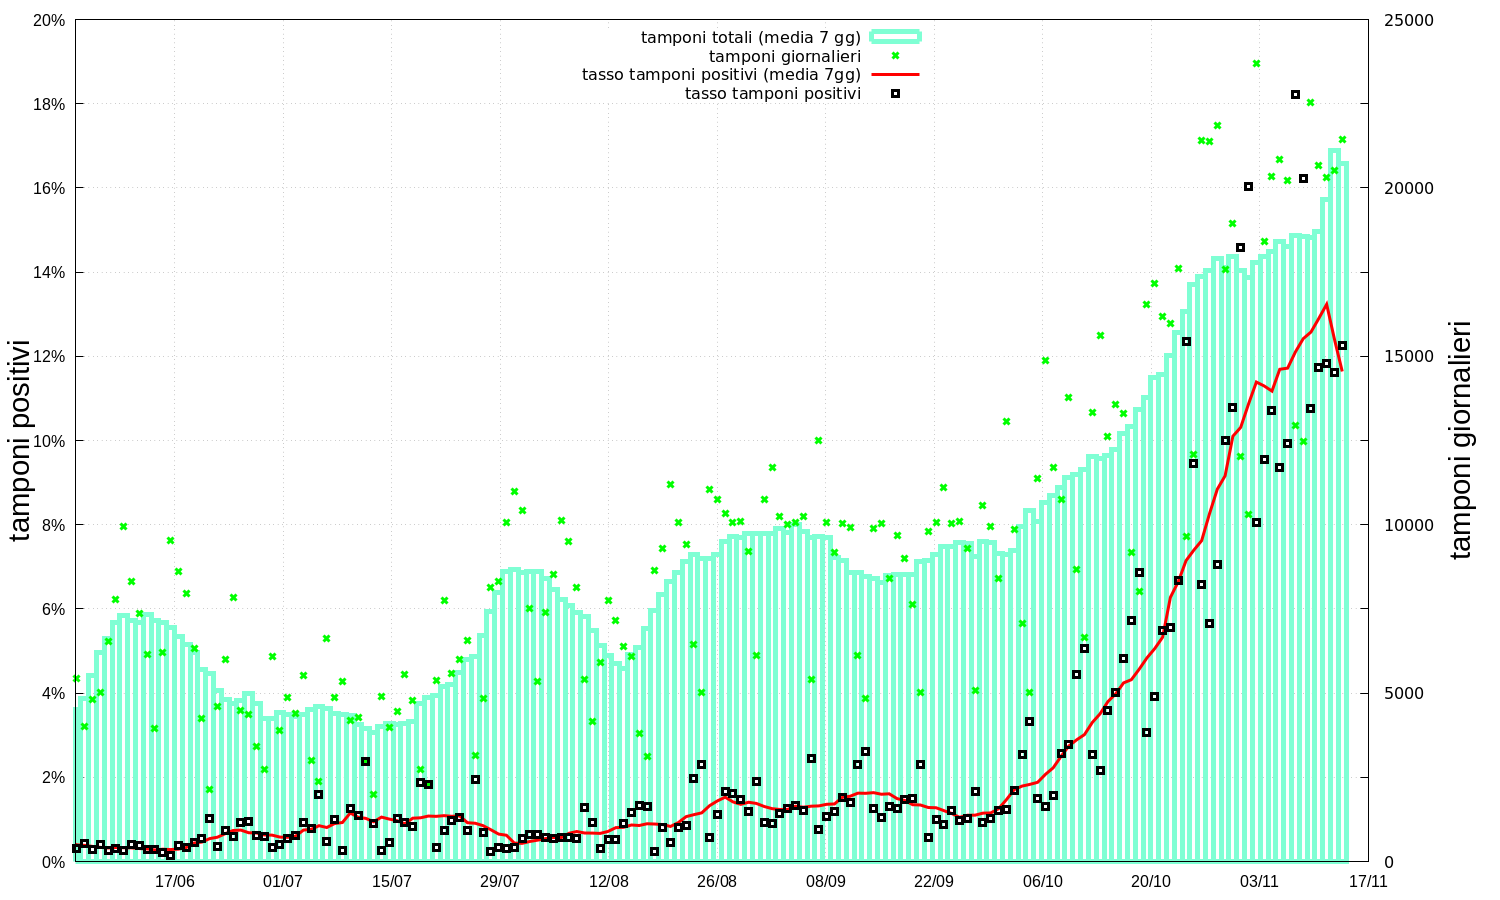 tamponi totali (media 7 gg)
tamponi giornalieri
tasso tamponi positivi (media 7gg)
tasso tamponi positivi
20%
18%
16%
14%
12%
10%
8%
6%
4%
2%
0%
tamponi positivi
25000
20000
15000
10000
5000
0
tamponi giornalieri
17/06 01/07 15/07 29/07 12/08 26/08 08/09 22/09 06/10 20/10 03/11 17/11